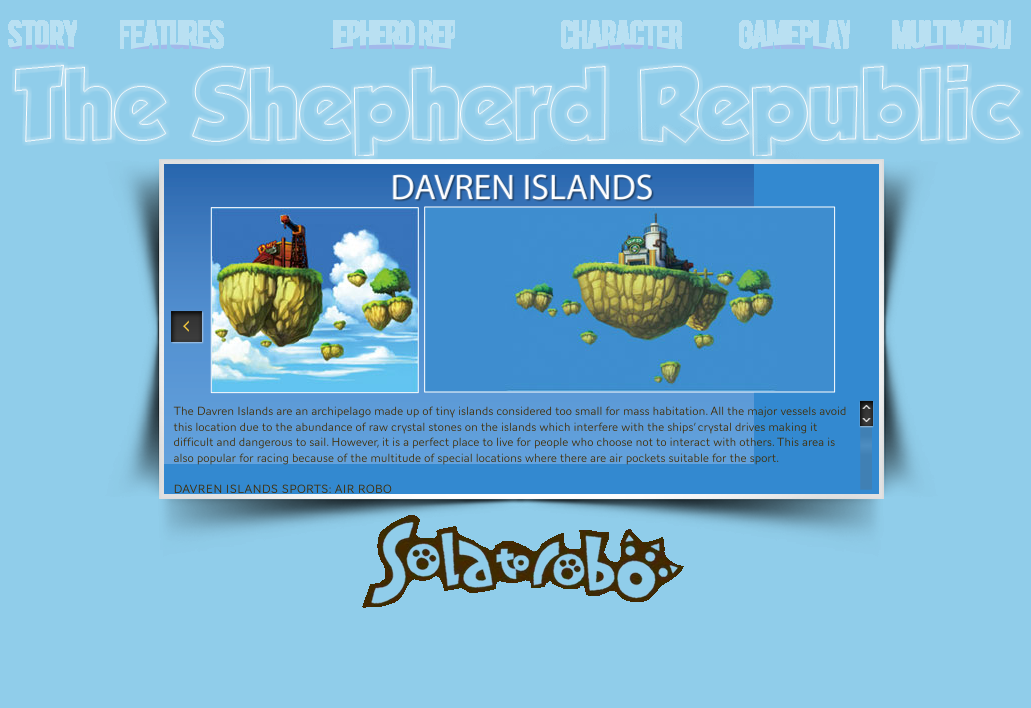 STORY FEATURES EPHERD REP CHARACTER GAMEPLAY MULTIMEDI
The Shepherd Republic
DAVREN ISLANDS
The Davren Islands are an archipelago made up of tiny islands considered too small for mass habitation. All the major vessels avoid
this location due to the abundance of raw crystal stones on the islands which interfere with the ships' crystal drives making it
difficult and dangerous to sail. However, it is a perfect place to live for people who choose not to interact with others. This area is
also popular for racing because of the multitude of special locations where there are air pockets suitable for the sport.
DAVREN ISLANDS SPORTS: AIR ROBO
Solatorobo